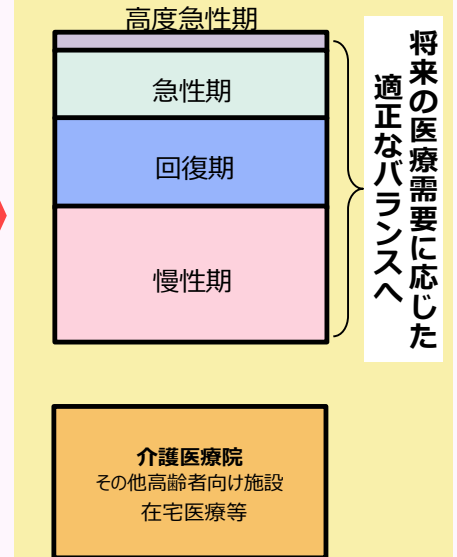 高度急性期
急性期
回復期
慢性期
将来の医療需要に応じた
適正なバランスへ
介護医療院
その他高齢者向け施設
在宅医療等